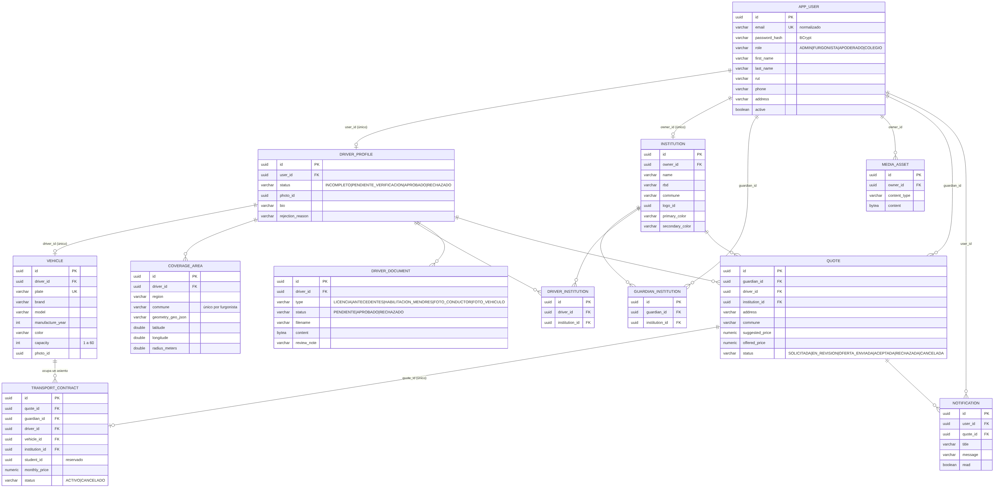 APP_USER
uuid id PK
varchar email UK normalizado
varchar password_hash BCrypt
varchar role ADMIN|FURGONISTA|APODERADO|COLEGIO
varchar first_name
varchar last_name
varchar rut
varchar phone
varchar address
boolean active
user_id (único)
owner_id (único)
owner_id
guardian_id
guardian_id
user_id
DRIVER_PROFILE
uuid id PK
uuid user_id FK
varchar status INCOMPLETO|PENDIENTE_VERIFICACION|APROBADO|RECHAZADO
uuid photo_id
varchar bio
varchar rejection_reason
INSTITUTION
uuid id PK
uuid owner_id FK
varchar name
varchar rbd
varchar commune
uuid logo_id
varchar primary_color
varchar secondary_color
MEDIA_ASSET
uuid id PK
uuid owner_id FK
varchar content_type
bytea content
driver_id (único)
VEHICLE
uuid id PK
uuid driver_id FK
varchar plate UK
varchar brand
varchar model
int manufacture_year
varchar color
int capacity 1 a 60
uuid photo_id
COVERAGE_AREA
uuid id PK
uuid driver_id FK
varchar region
varchar commune único por furgonista
varchar geometry_geo_json
double latitude
double longitude
double radius_meters
DRIVER_DOCUMENT
uuid id PK
uuid driver_id FK
varchar type LICENCIA|ANTECEDENTES|HABILITACION_MENORES|FOTO_CONDUCTOR|FOTO_VEHICULO
varchar status PENDIENTE|APROBADO|RECHAZADO
varchar filename
bytea content
varchar review_note
DRIVER_INSTITUTION
uuid id PK
uuid driver_id FK
uuid institution_id FK
GUARDIAN_INSTITUTION
uuid id PK
uuid guardian_id FK
uuid institution_id FK
QUOTE
uuid id PK
uuid guardian_id FK
uuid driver_id FK
uuid institution_id FK
varchar address
varchar commune
numeric suggested_price
numeric offered_price
varchar status SOLICITADA|EN_REVISION|OFERTA_ENVIADA|ACEPTADA|RECHAZADA|CANCELADA
ocupa un asiento
quote_id (único)
TRANSPORT_CONTRACT
uuid id PK
uuid quote_id FK
uuid guardian_id FK
uuid driver_id FK
uuid vehicle_id FK
uuid institution_id FK
uuid student_id reservado
numeric monthly_price
varchar status ACTIVO|CANCELADO
NOTIFICATION
uuid id PK
uuid user_id FK
uuid quote_id FK
varchar title
varchar message
boolean read